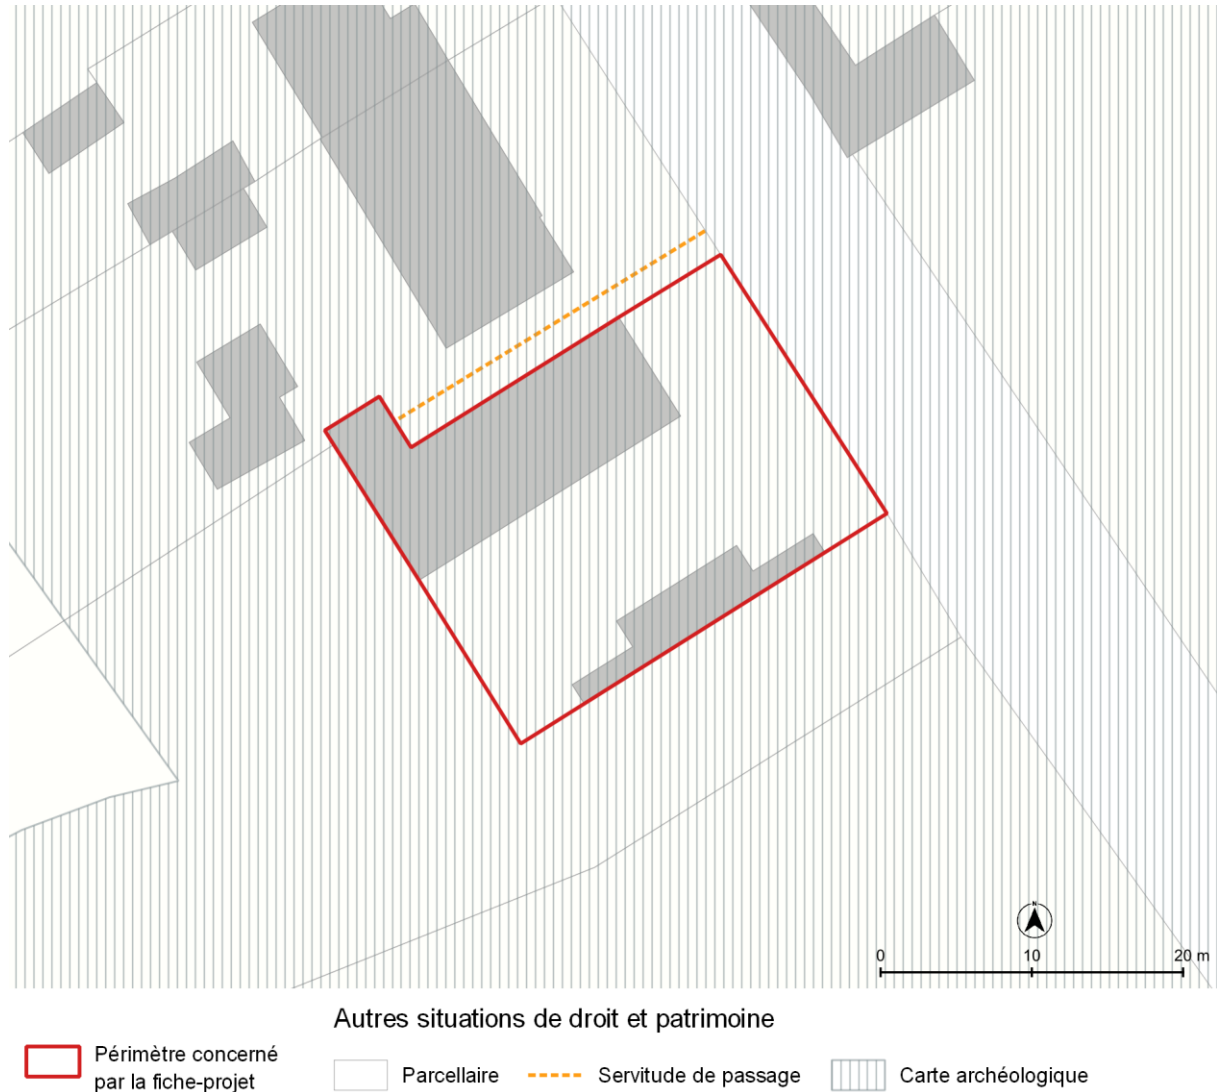 N
0 10 20 m
Autres situations de droit et patrimoine
Périmètre concerné
par la fiche-projet
Parcellaire
Servitude de passage
Carte archéologique